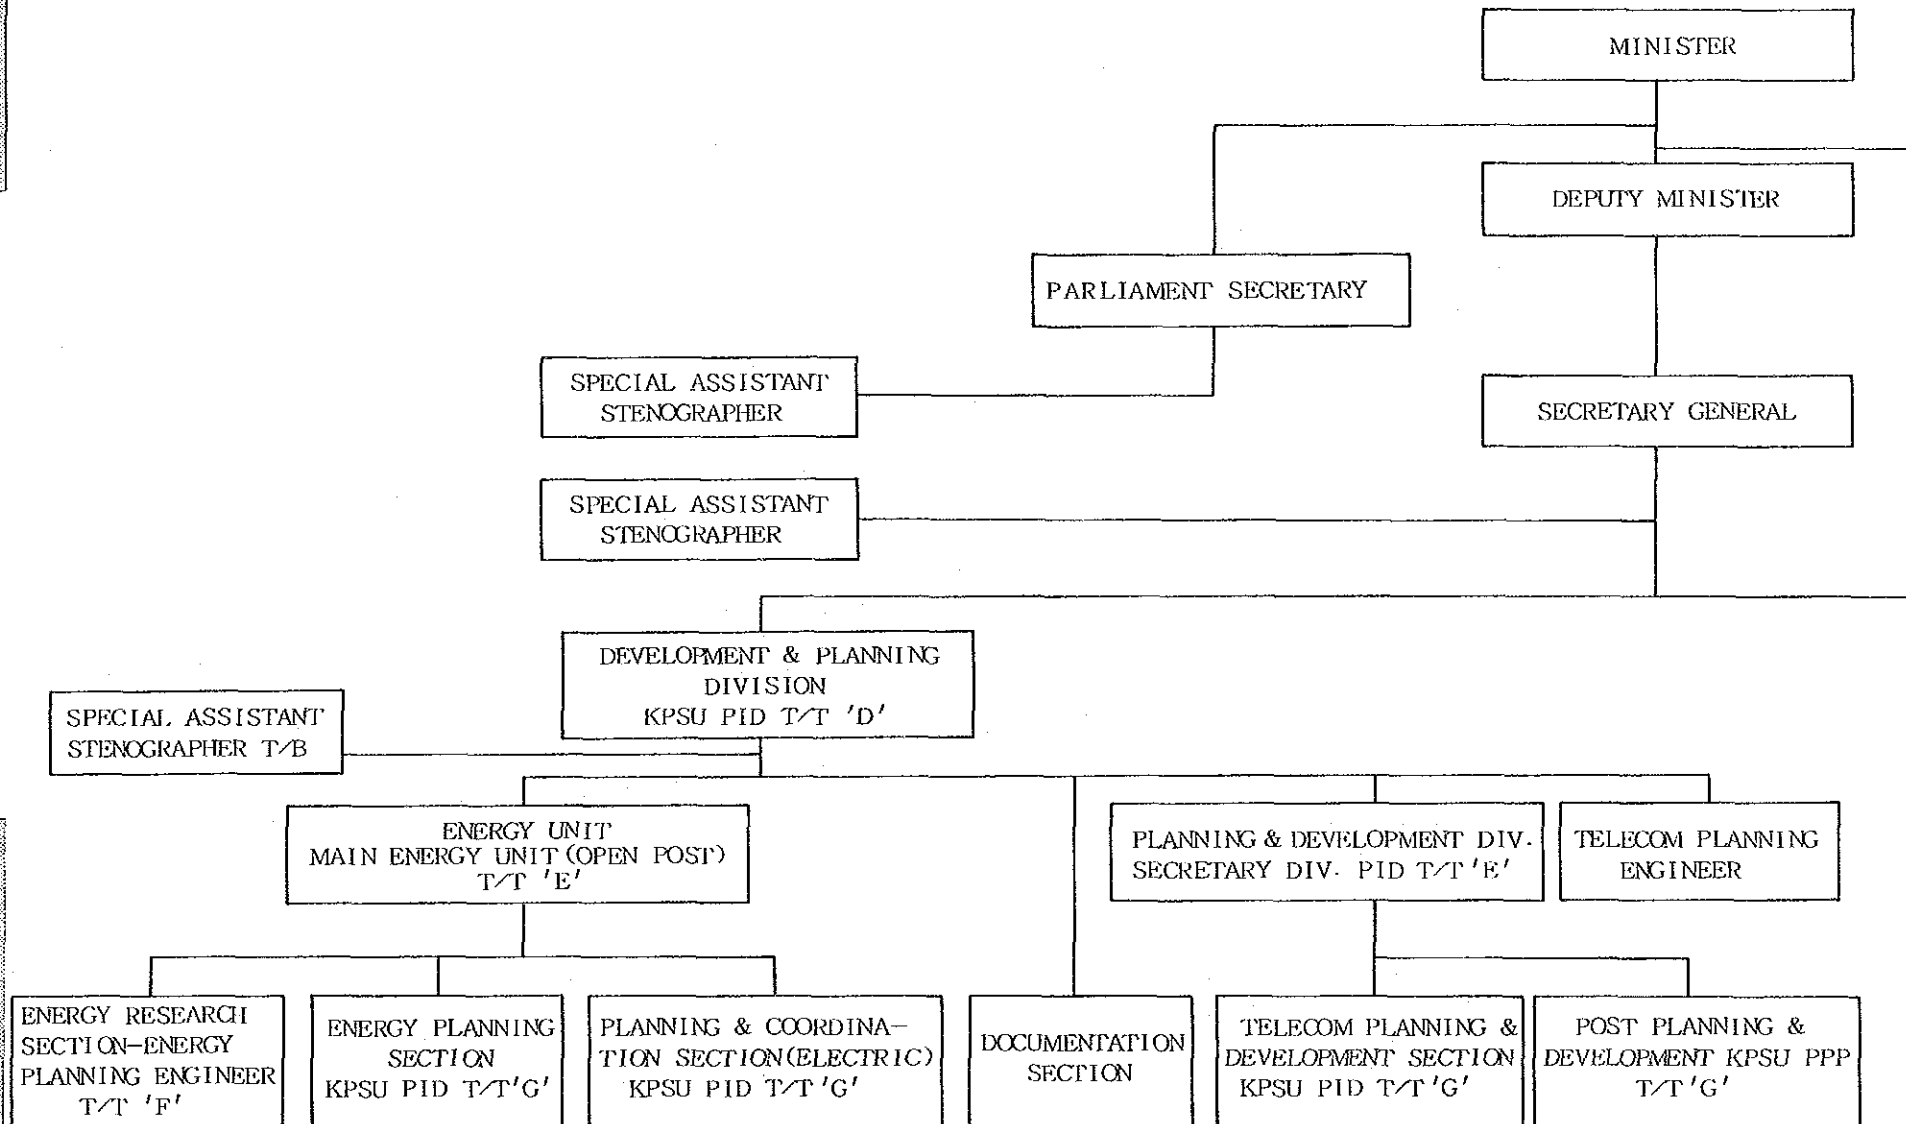 MINISTER
DEPUTY MINISTER
PARLIAMENT SECRETARY
SPECIAL ASSISTANT
STENOGRAPHER
SECRETARY GENERAL
SPECIAL ASSISTANT
STENOGRAPHER
DEVELOPMENT & PLANNING
DIVISION
KPSU PID T/T 'D'
SPECIAL ASSISTANT
STENOGRAPHER T/B
ENERGY UNIT
MAIN ENERGY UNIT (OPEN POST)
T/T 'E'
PLANNING & DEVELOPMENT DIV.
SECRETARY DIV. PID T/T 'E'
TELECOM PLANNING
ENGINEER
ENERGY RESEARCH
SECTION-ENERGY
PLANNING ENGINEER
T/T 'F'
ENERGY PLANNING
SECTION
KPSU PID T/T'G'
PLANNING & COORDINA-
TION SECTION(ELECTRIC)
KPSU PID T/T 'G'
DOCUMENTATION
SECTION
TELECOM PLANNING &
DEVELOPMENT SECTION
KPSU PID T/T'G'
POST PLANNING &
DEVELOPMENT KPSU PPP
T/T'G'